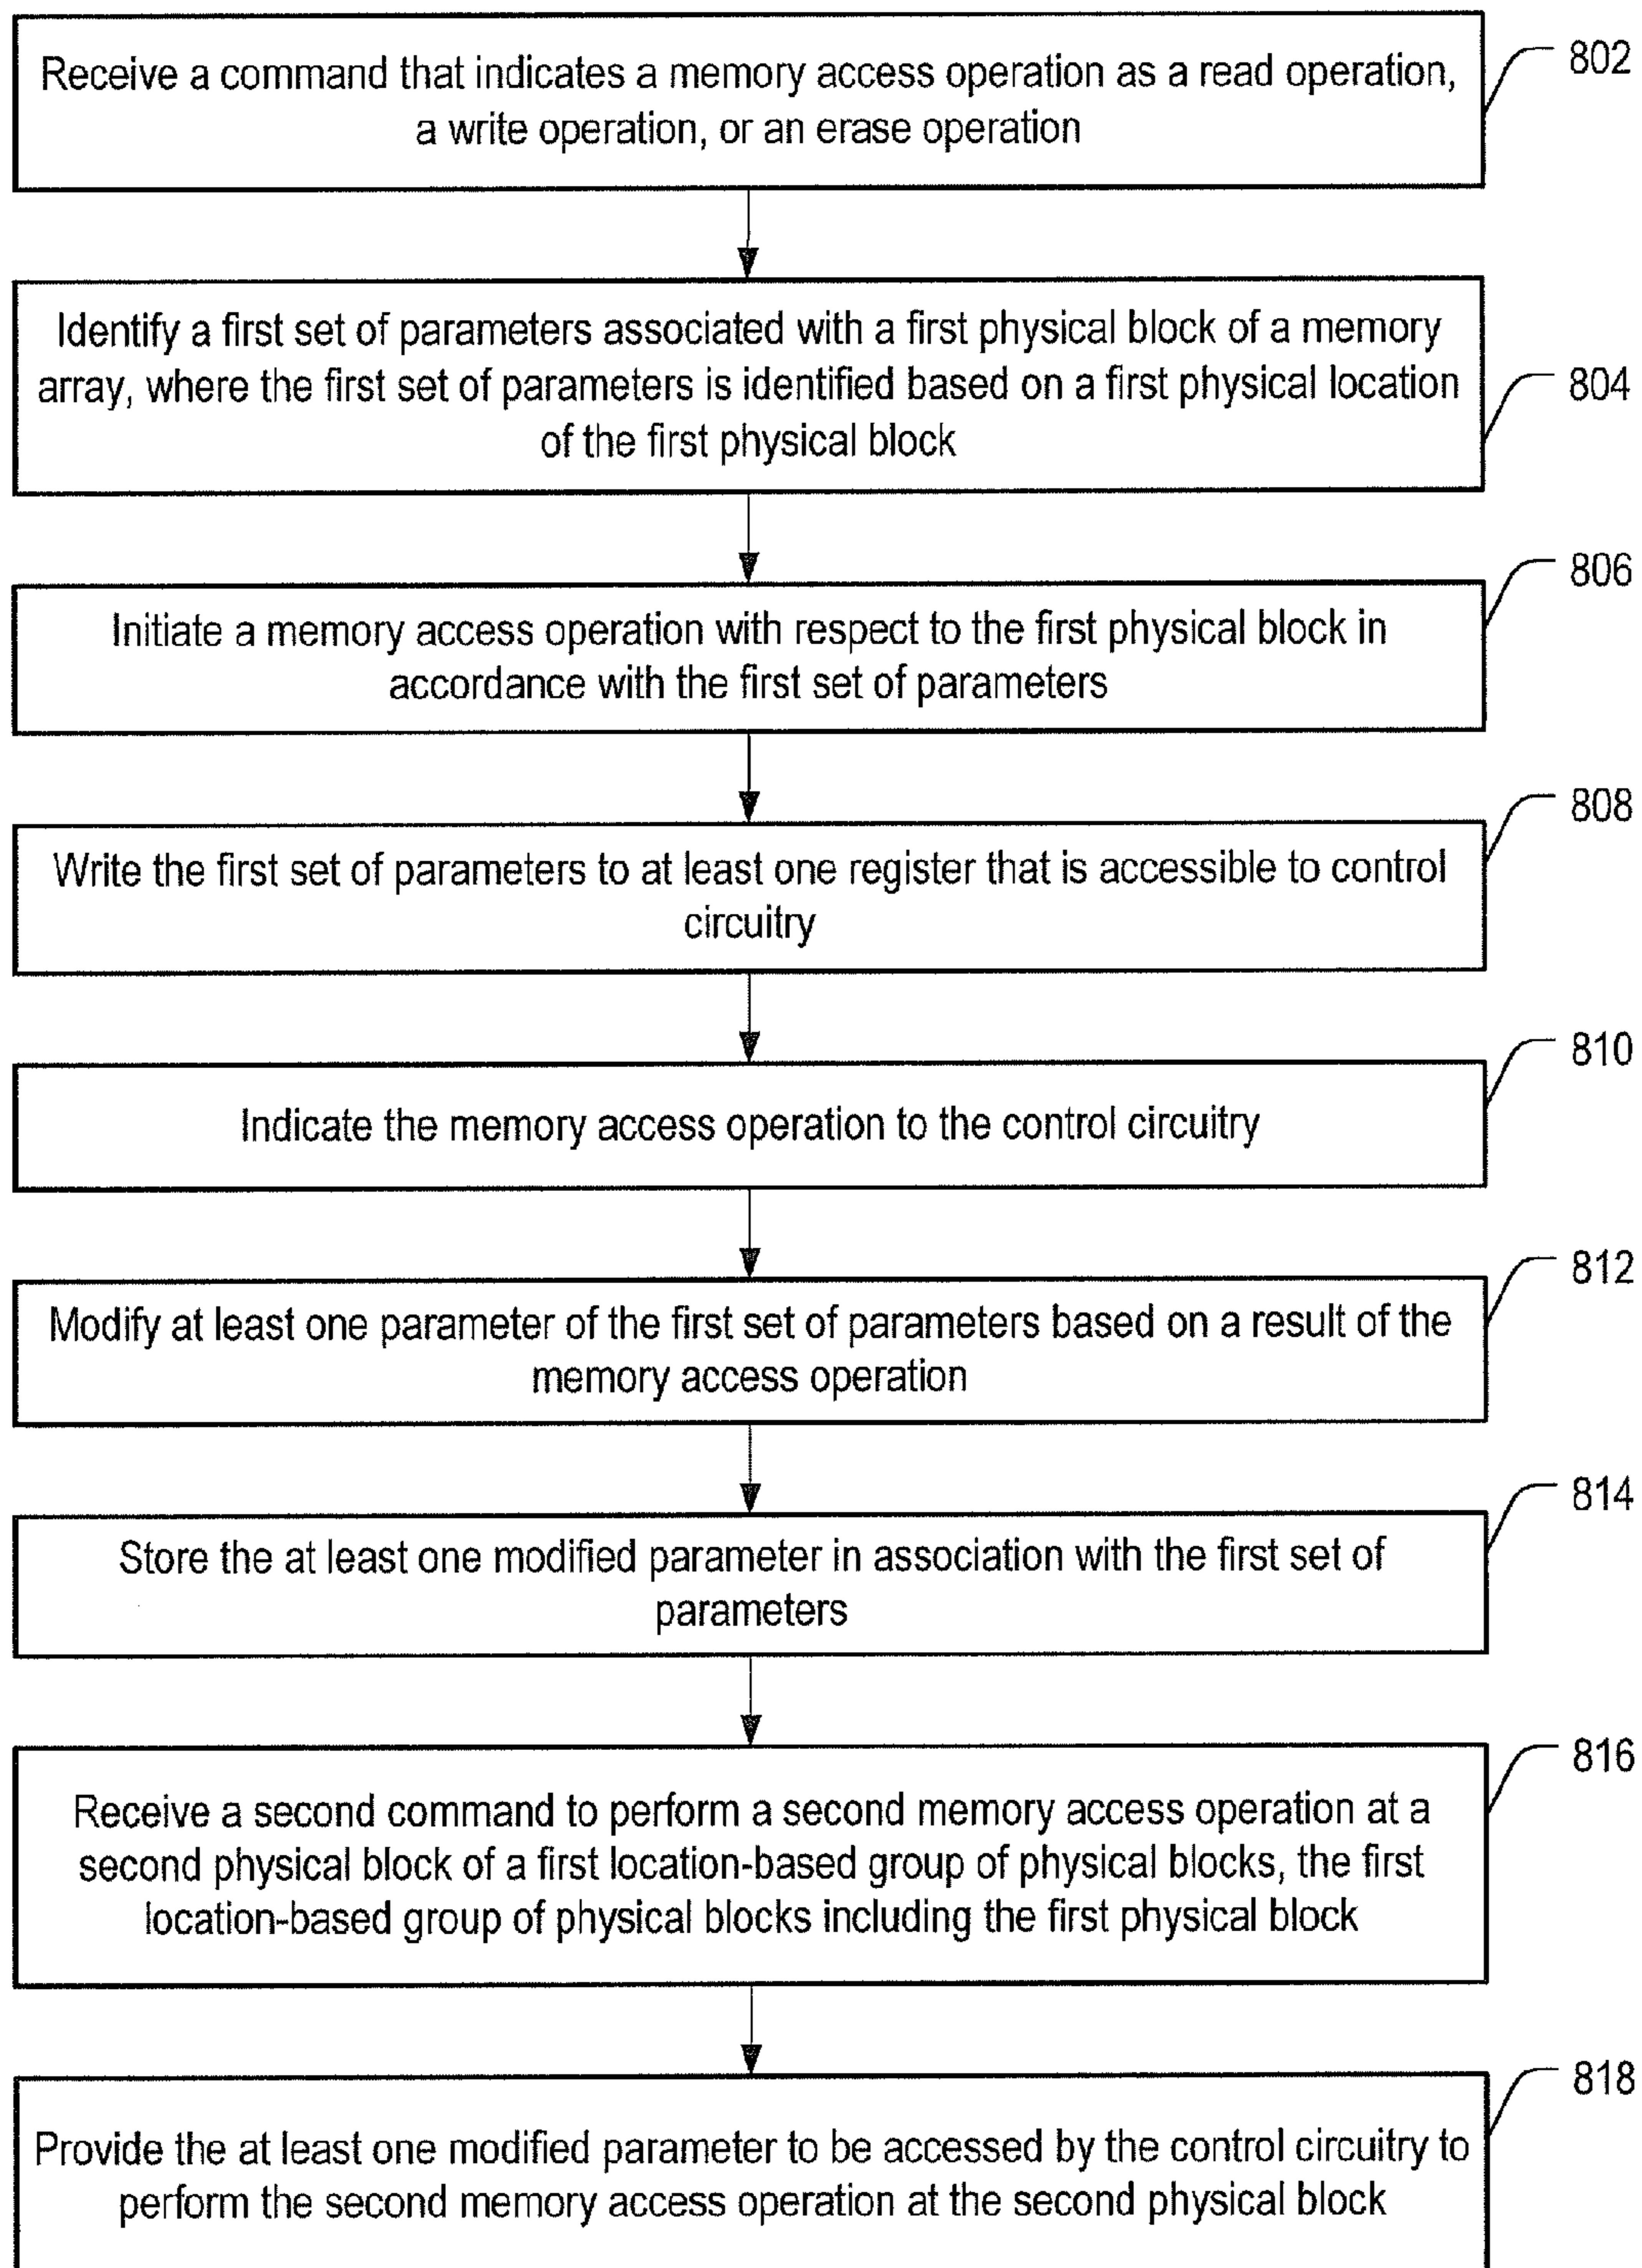 Receive a command that indicates a memory access operation as a read operation,
a write operation, or an erase operation
802
Identify a first set of parameters associated with a first physical block of a memory
array, where the first set of parameters is identified based on a first physical location
of the first physical block
804
806
Initiate a memory access operation with respect to the first physical block in
accordance with the first set of parameters
808
Write the first set of parameters to at least one register that is accessible to control
circuitry
810
Indicate the memory access operation to the control circuitry
812
Modify at least one parameter of the first set of parameters based on a result of the
memory access operation
814
Store the at least one modified parameter in association with the first set of
parameters
816
Receive a second command to perform a second memory access operation at a
second physical block of a first location-based group of physical blocks, the first
location-based group of physical blocks including the first physical block
818
Provide the at least one modified parameter to be accessed by the control circuitry to
perform the second memory access operation at the second physical block